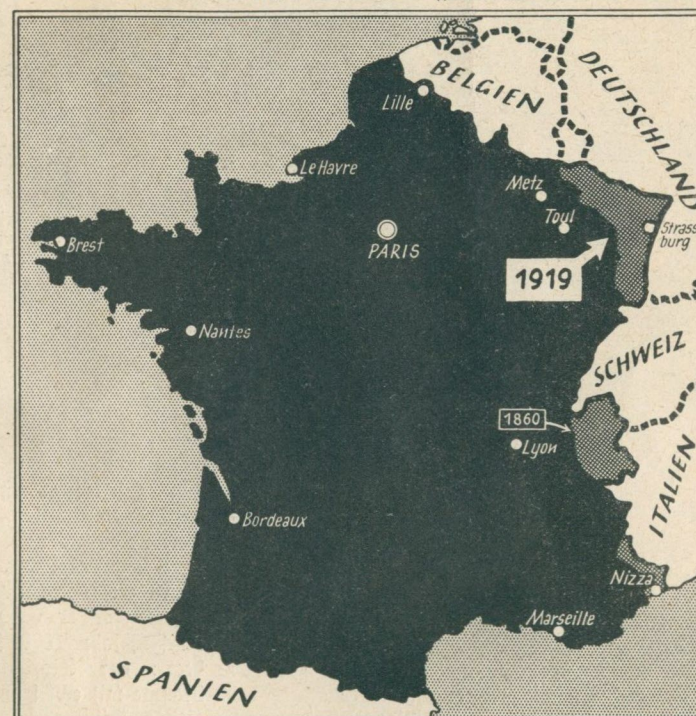 BELGIEN
DEUTSCHLAND
Lille
Le Havre
Metz
Toul
Strass
burg
Brest
PARIS
1919
Nantes
SCHWEIZ
1860
Lyon
ITALIEN
Bordeaux
Nizza
Marseille
SPANIEN